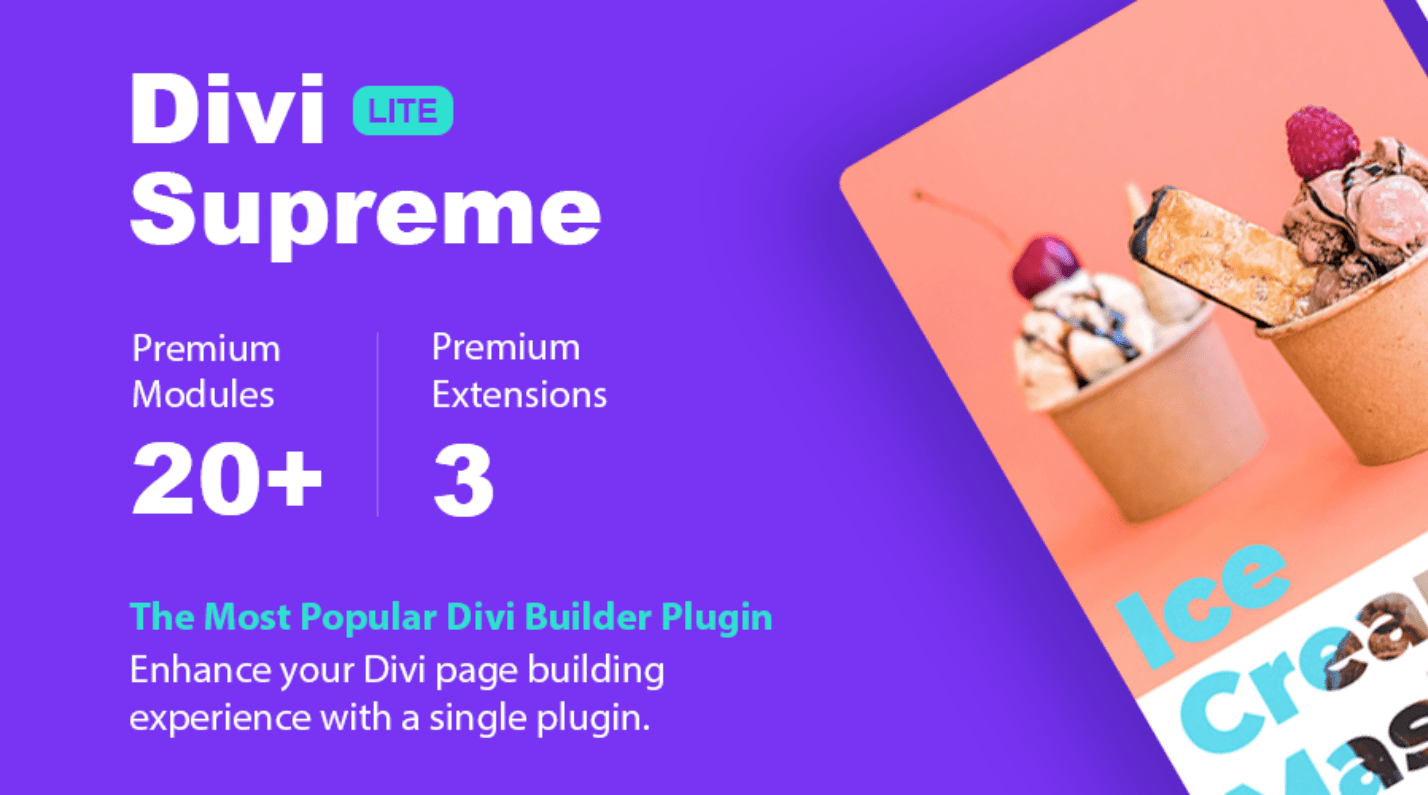 Divi LITE
Supreme
Premium
Modules
20+
Premium
Extensions
3
The Most Popular Divi Builder Plugin
Enhance your Divi page building
experience with a single plugin.
Ice